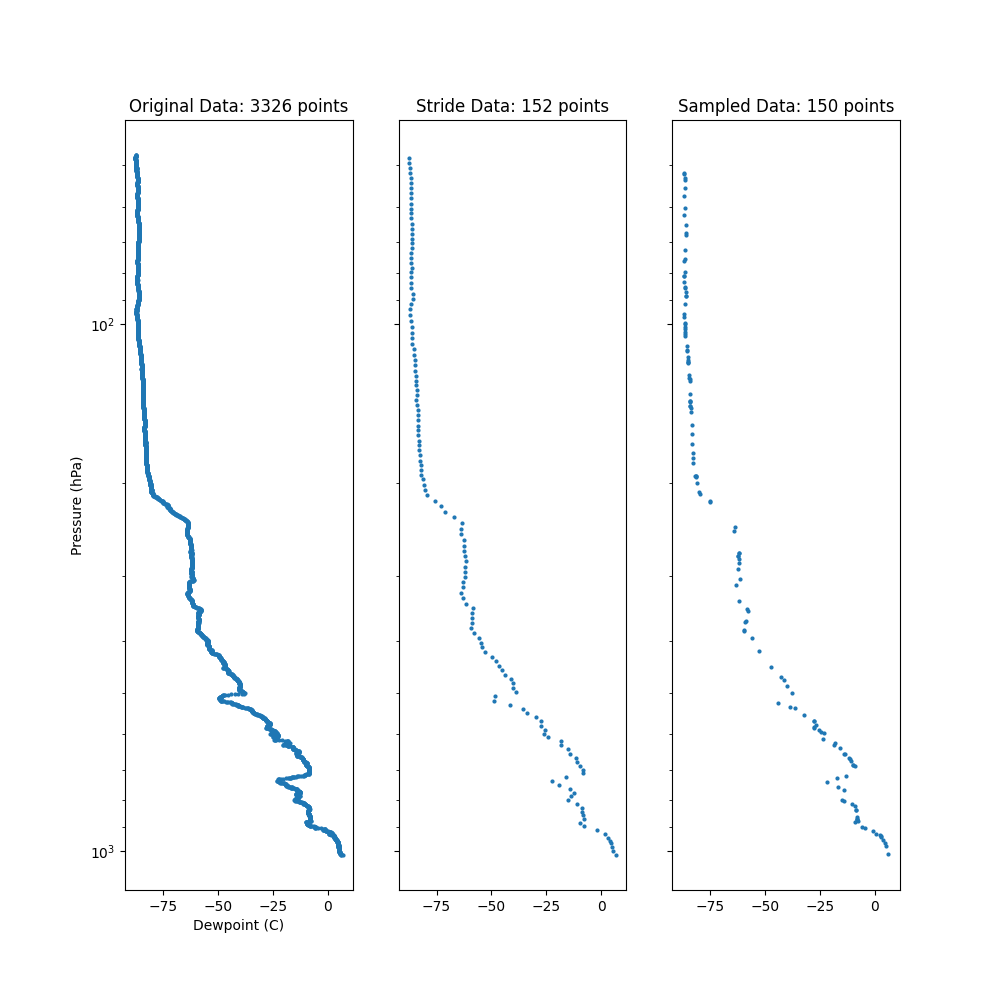 Original Data: 3326 points
Stride Data: 152 points
Sampled Data: 150 points
Pressure (hPa)
10²
10³
−75 −50 −25 0
−75 −50 −25 0
−75 −50 −25 0
Dewpoint (C)